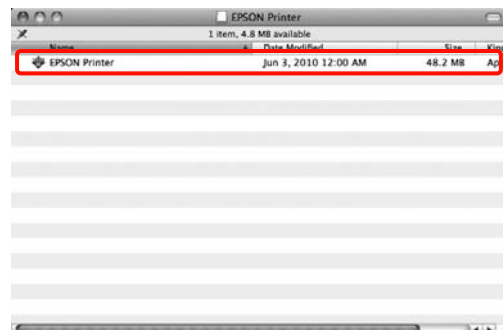 EPSON Printer
1 item, 4.8 MB available
Name Date Modified Size Kin
EPSON Printer Jun 3, 2010 12:00 AM 48.2 MB Ap